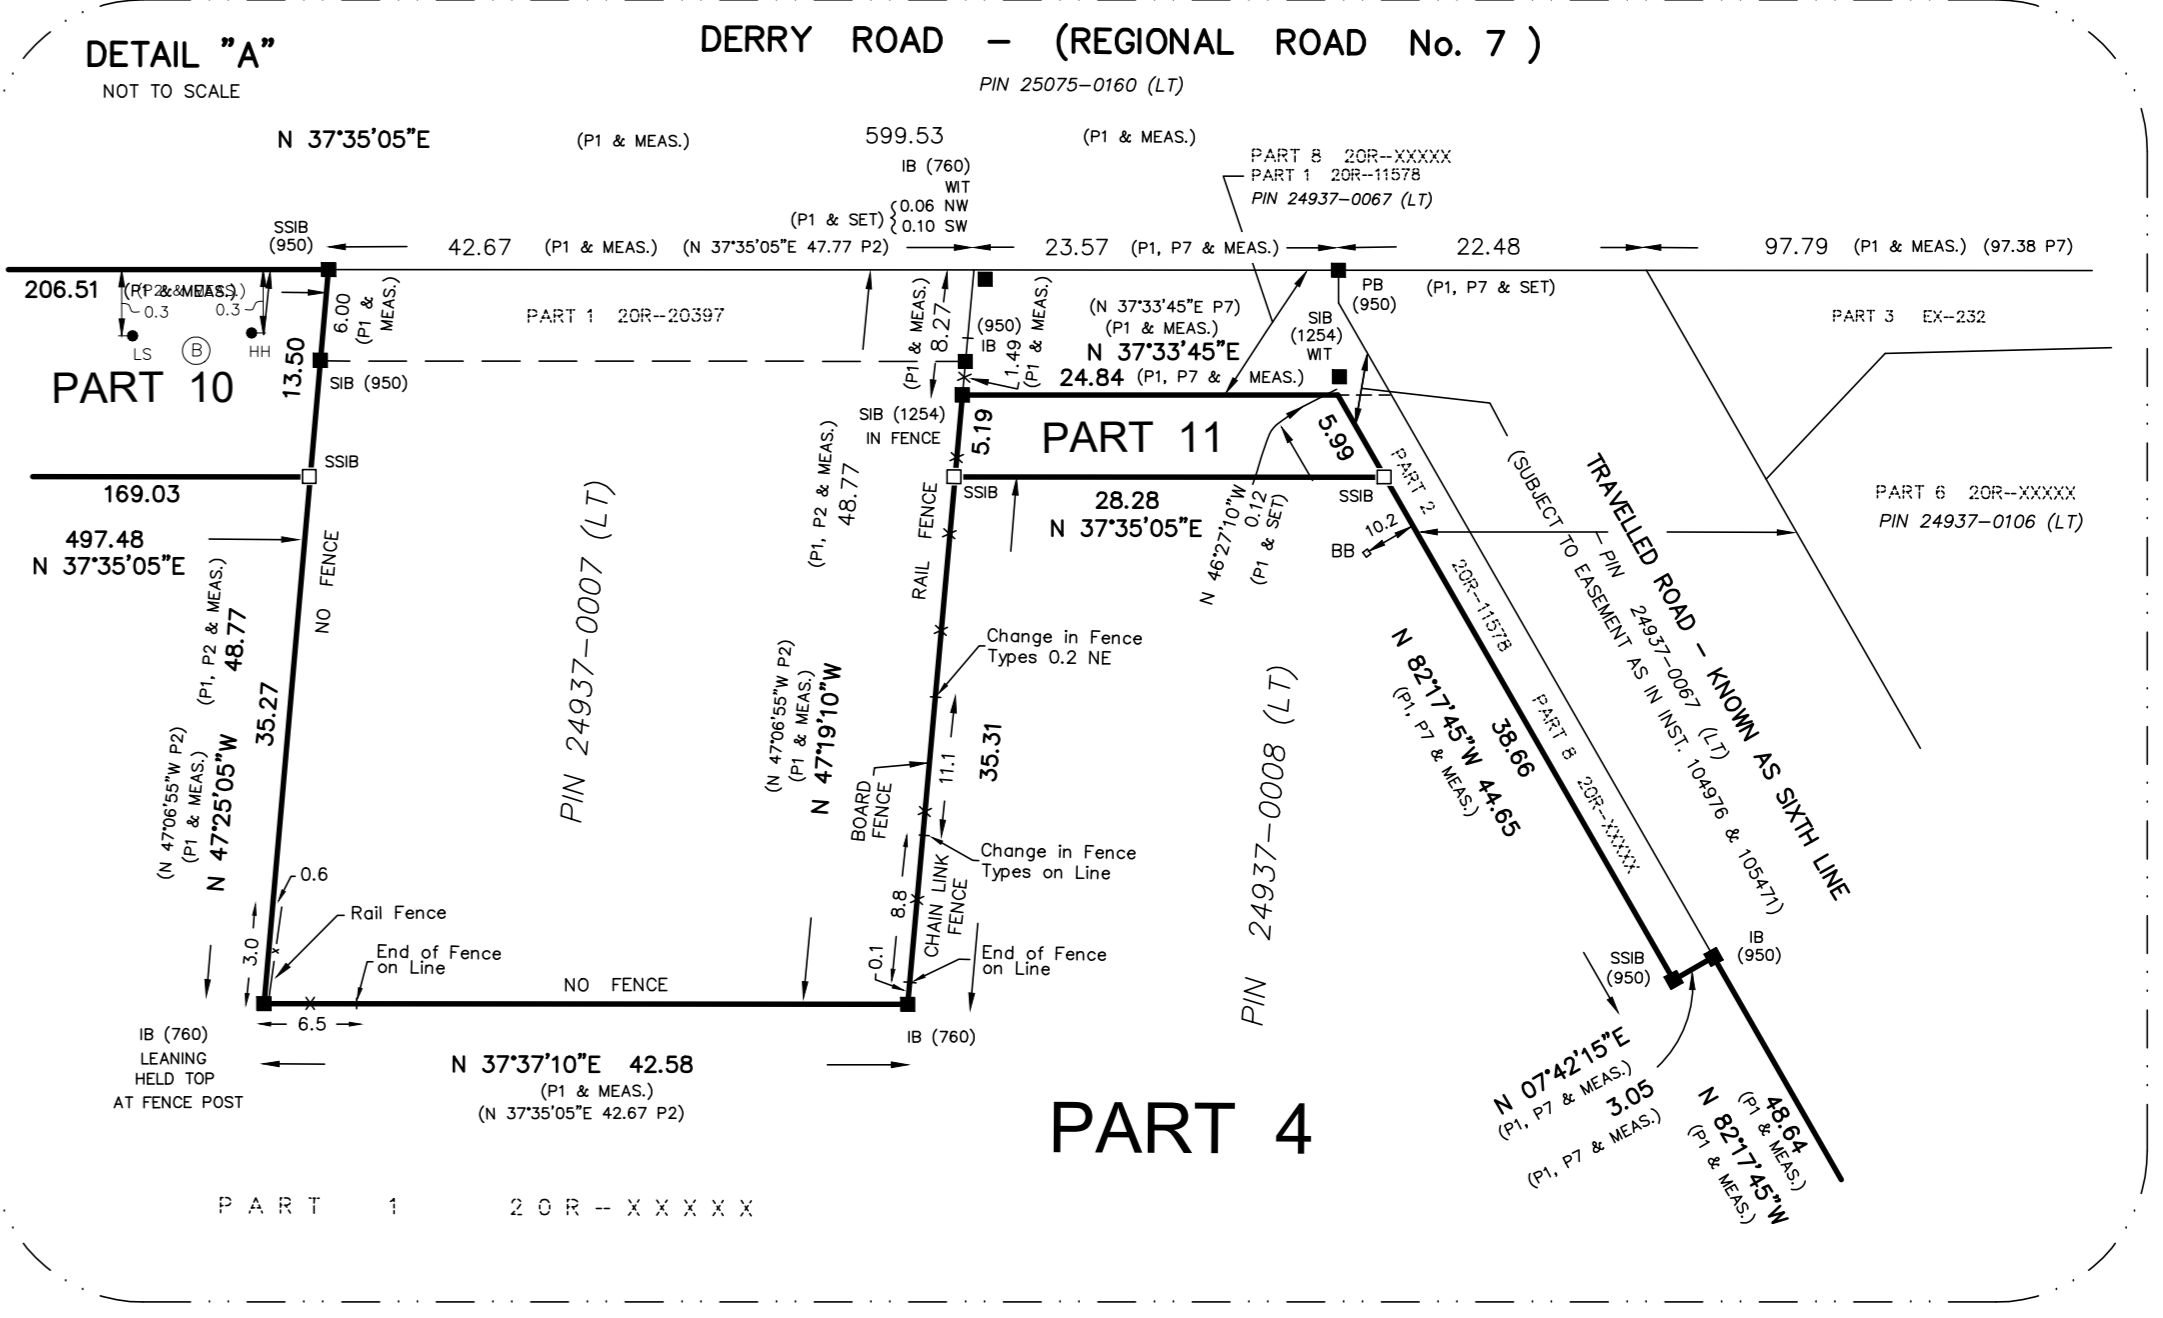 DETAIL "A"
NOT TO SCALE
DERRY ROAD - (REGIONAL ROAD No. 7 )
PIN 25075-0160 (LT)
N 37°35'05"E (P1 & MEAS.) 599.53 (P1 & MEAS.)
IB (760)
WIT
0.06 NW
0.10 SW
(P1 & SET)
PART 8 20R--XXXXX
PART 1 20R--11578
PIN 24937-0067 (LT)
SSIB
(950)
42.67 (P1 & MEAS.) (N 37°35'05"E 47.77 P2)
23.57 (P1, P7 & MEAS.)
22.48
(P1, P7 & SET)
97.79 (P1 & MEAS.) (97.38 P7)
206.51
0.3
0.3
LS
B
HH
PART 10
13.50
6.00
(P1 &
MEAS.)
SIB (950)
PART 1 20R--20397
(P1 & MEAS.)
8.27
(950)
IB
1.49
(P1 & MEAS.)
(N 37°33'45"E P7)
(P1 & MEAS.)
N 37°33'45"E
24.84 (P1, P7 & MEAS.)
PB
(950)
SIB
(1254)
WIT
PART 3 EX--232
SIB (1254)
IN FENCE
5.19
PART 11
5.99
SSIB
169.03
497.48
N 37°35'05"E
NO FENCE
(P1, P2 & MEAS.)
48.77
35.27
(N 47°06'55"W P2)
(P1 & MEAS.)
N 47°25'05"W
PIN 24937-0007 (LT)
(P1, P2 & MEAS.)
48.77
RAIL FENCE
SSIB
28.28
N 37°35'05"E
SSIB
N 46°27'10"W
0.12
(P1 & SET)
10.2
BB
PART 2
20R--11578
PART 8 20R--XXXXX
(SUBJECT TO EASEMENT AS IN INST. 104976 & 105471)
PIN 24937-0067 (LT)
TRAVELLED ROAD - KNOWN AS SIXTH LINE
PART 6 20R--XXXXX
PIN 24937-0106 (LT)
Change in Fence
Types 0.2 NE
(N 47°06'55"W P2)
(P1 & MEAS.)
N 47°19'10"W
11.1
35.31
BOARD
FENCE
Change in Fence
Types on Line
8.8
CHAIN LINK
FENCE
0.1
End of Fence
on Line
PIN 24937-0008 (LT)
N 82°17'45"W 44.65
(P1, P7 & MEAS.)
38.66
0.6
Rail Fence
3.0
End of Fence
on Line
NO FENCE
6.5
IB (760)
LEANING
HELD TOP
AT FENCE POST
IB (760)
N 37°37'10"E 42.58
(P1 & MEAS.)
(N 37°35'05"E 42.67 P2)
SSIB
(950)
IB
(950)
N 07°42'15"E
(P1, P7 & MEAS.)
3.05
(P1, P7 & MEAS.)
48.64
(P1 & MEAS.)
N 82°17'45"W
(P1 & MEAS.)
PART 4
PART 1 20R--XXXXX